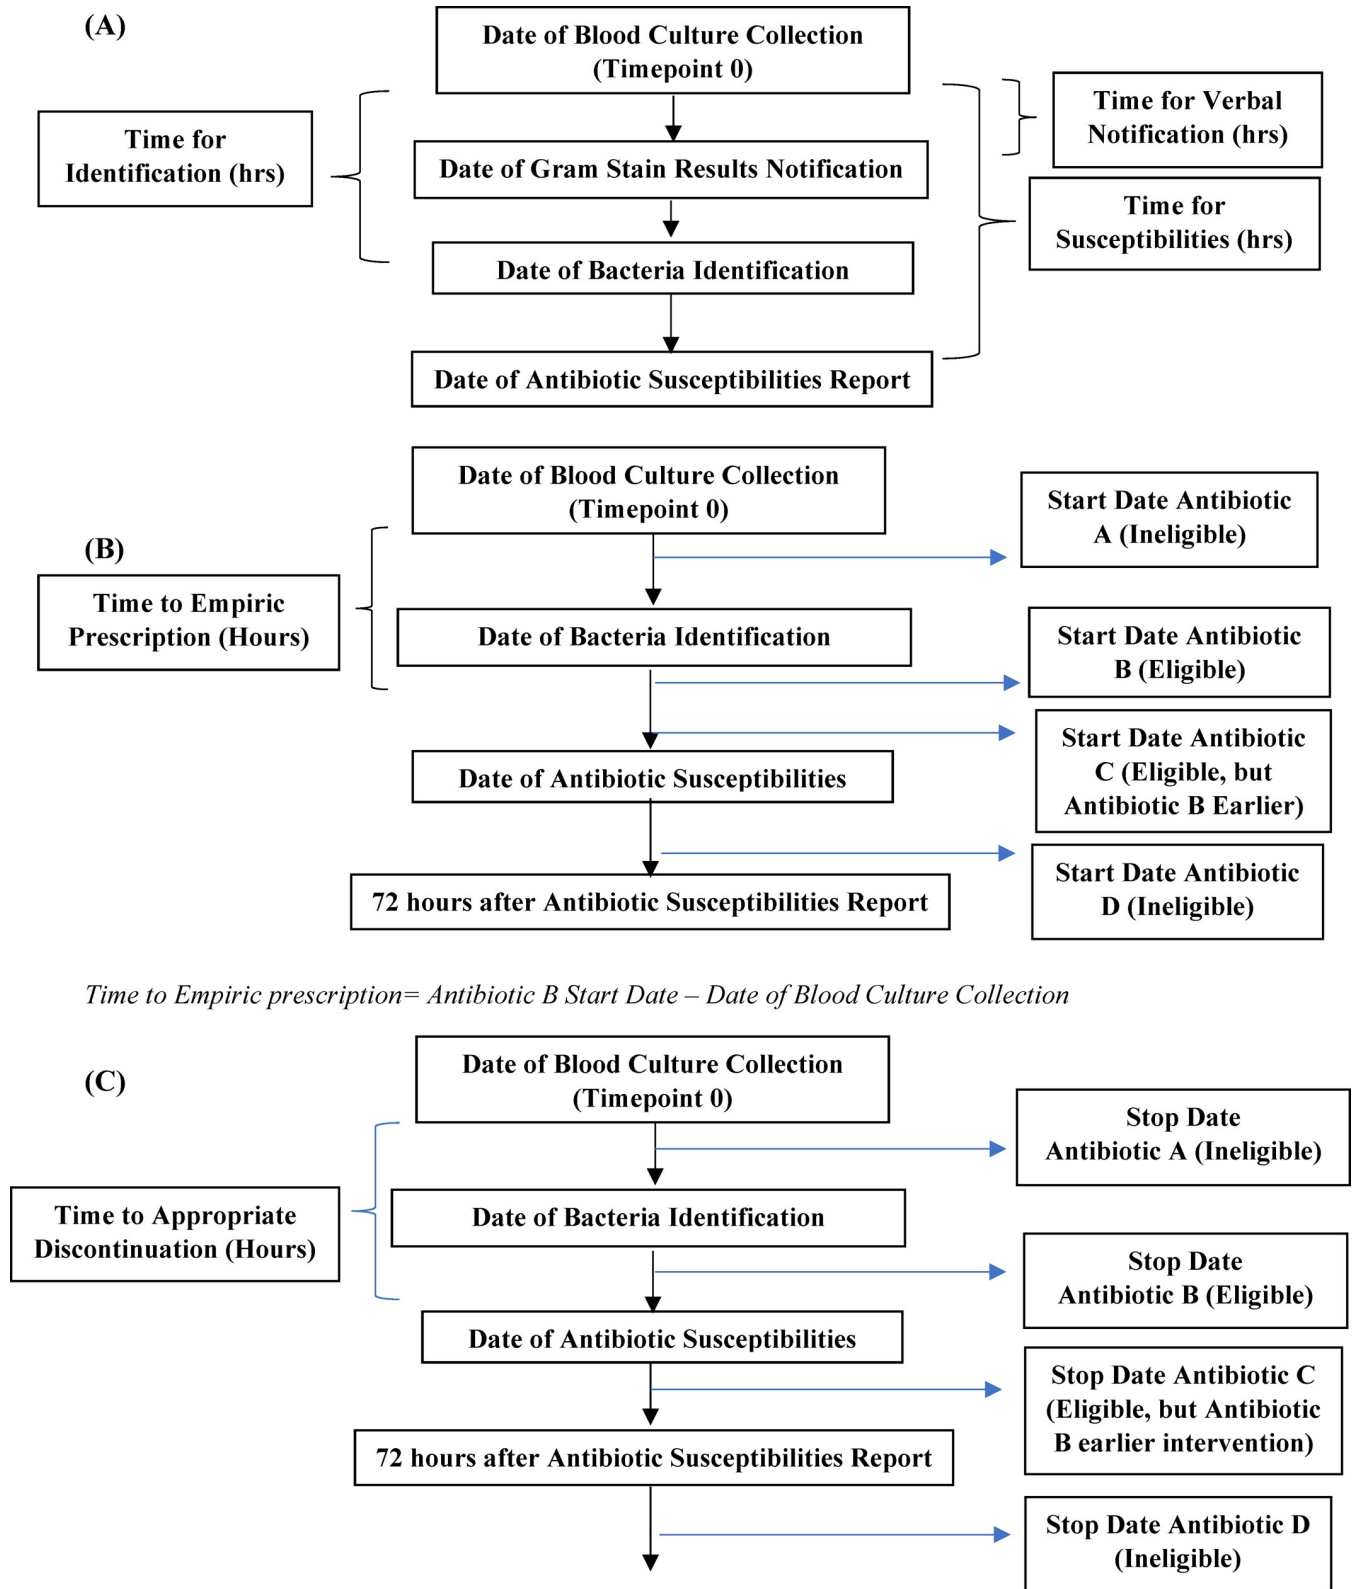 (A)
Date of Blood Culture Collection
(Timepoint 0)
Time for
Identification (hrs)
Time for Verbal
Notification (hrs)
Date of Gram Stain Results Notification
Time for
Susceptibilities (hrs)
Date of Bacteria Identification
Date of Antibiotic Susceptibilities Report
(B)
Date of Blood Culture Collection
(Timepoint 0)
Start Date Antibiotic
A (Ineligible)
Time to Empiric
Prescription (Hours)
Date of Bacteria Identification
Start Date Antibiotic
B (Eligible)
Start Date Antibiotic
C (Eligible, but
Antibiotic B Earlier)
Date of Antibiotic Susceptibilities
Start Date Antibiotic
D (Ineligible)
72 hours after Antibiotic Susceptibilities Report
Time to Empiric prescription= Antibiotic B Start Date – Date of Blood Culture Collection
(C)
Date of Blood Culture Collection
(Timepoint 0)
Stop Date
Antibiotic A (Ineligible)
Time to Appropriate
Discontinuation (Hours)
Date of Bacteria Identification
Stop Date
Antibiotic B (Eligible)
Date of Antibiotic Susceptibilities
Stop Date Antibiotic C
(Eligible, but Antibiotic
B earlier intervention)
72 hours after Antibiotic Susceptibilities Report
Stop Date Antibiotic D
(Ineligible)